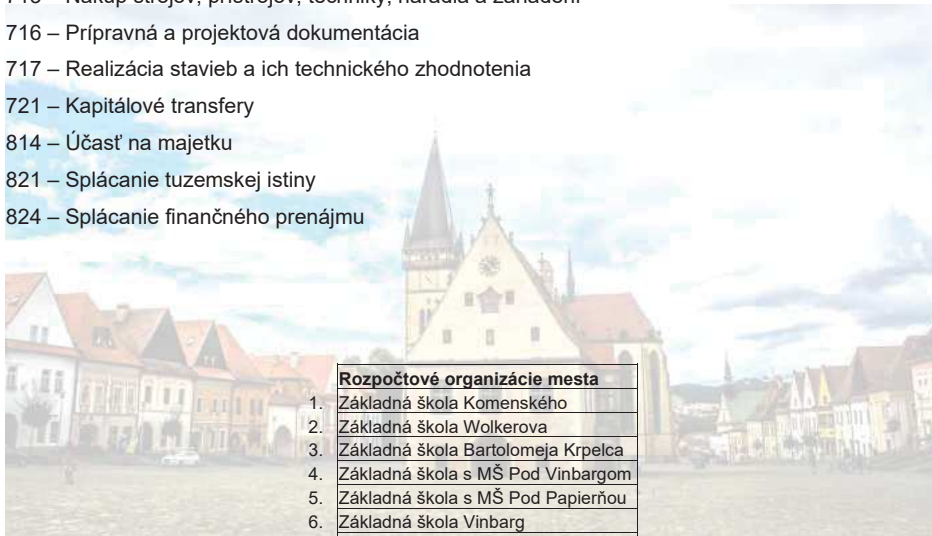 716 – Prípravná a projektová dokumentácia
717 – Realizácia stavieb a ich technického zhodnotenia
721 – Kapitálové transfery
814 – Účasť na majetku
821 – Splácanie tuzemskej istiny
824 – Splácanie finančného prenájmu
Rozpočtové organizácie mesta
1. Základná škola Komenského
2. Základná škola Wolkerova
3. Základná škola Bartolomeja Krpelca
4. Základná škola s MŠ Pod Vinbargom
5. Základná škola s MŠ Pod Papierňou
6. Základná škola Vinbarg